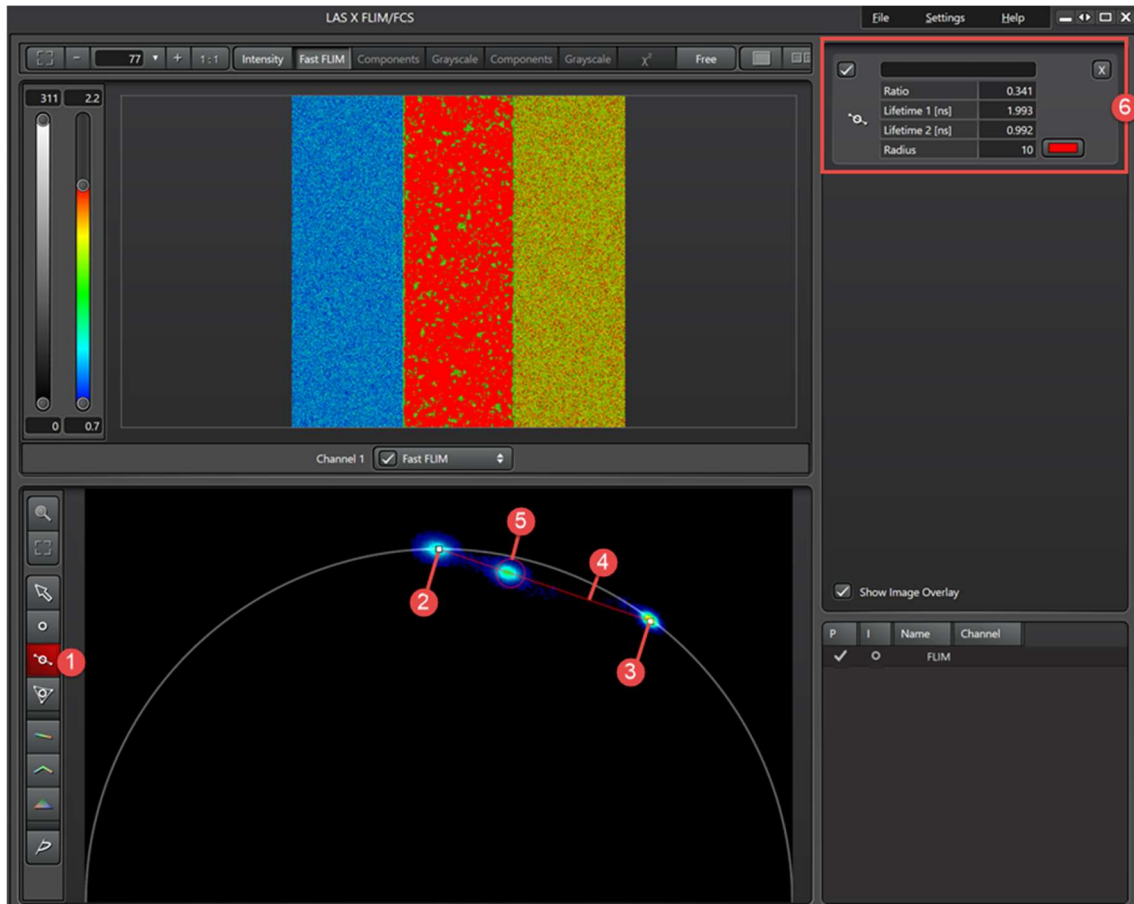 LAS X FLIM/FCS
File Settings Help
77 1:1 Intensity Fast FLIM Components Grayscale Components Grayscale χ² Free
311 2.2
0 0.7
Channel 1 Fast FLIM
X
Ratio 0.341
Lifetime 1 [ns] 1.993
Lifetime 2 [ns] 0.992
Radius 10
6
5
4
2
3
1
Show Image Overlay
P I Name Channel
FLIM